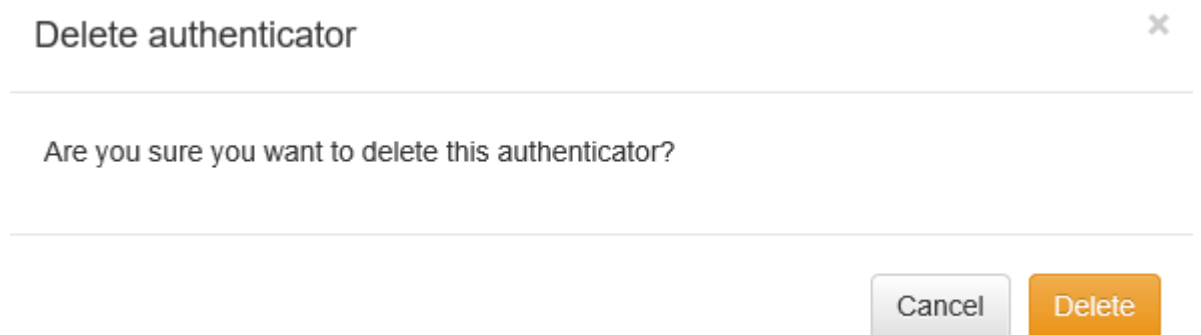 Delete authenticator
Are you sure you want to delete this authenticator?
Cancel Delete